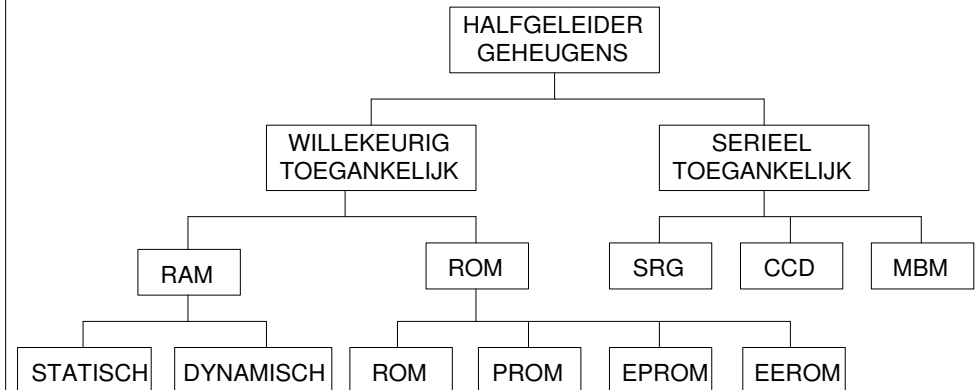 HALFGELEIDER
GEHEUGENS
WILLEKEURIG
TOEGANKELIJK
SERIEEL
TOEGANKELIJK
RAM
ROM
SRG
CCD
MBM
STATISCH
DYNAMISCH
ROM
PROM
EPROM
EEROM